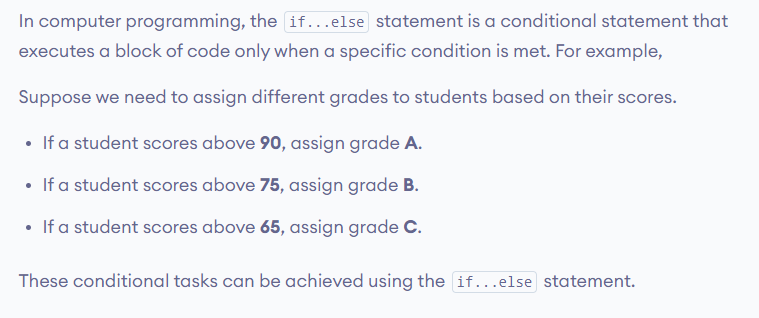 In computer programming, the if...else statement is a conditional statement that
executes a block of code only when a specific condition is met. For example,
Suppose we need to assign different grades to students based on their scores.
• If a student scores above 90, assign grade A.
• If a student scores above 75, assign grade B.
• If a student scores above 65, assign grade C.
These conditional tasks can be achieved using the if...else statement.